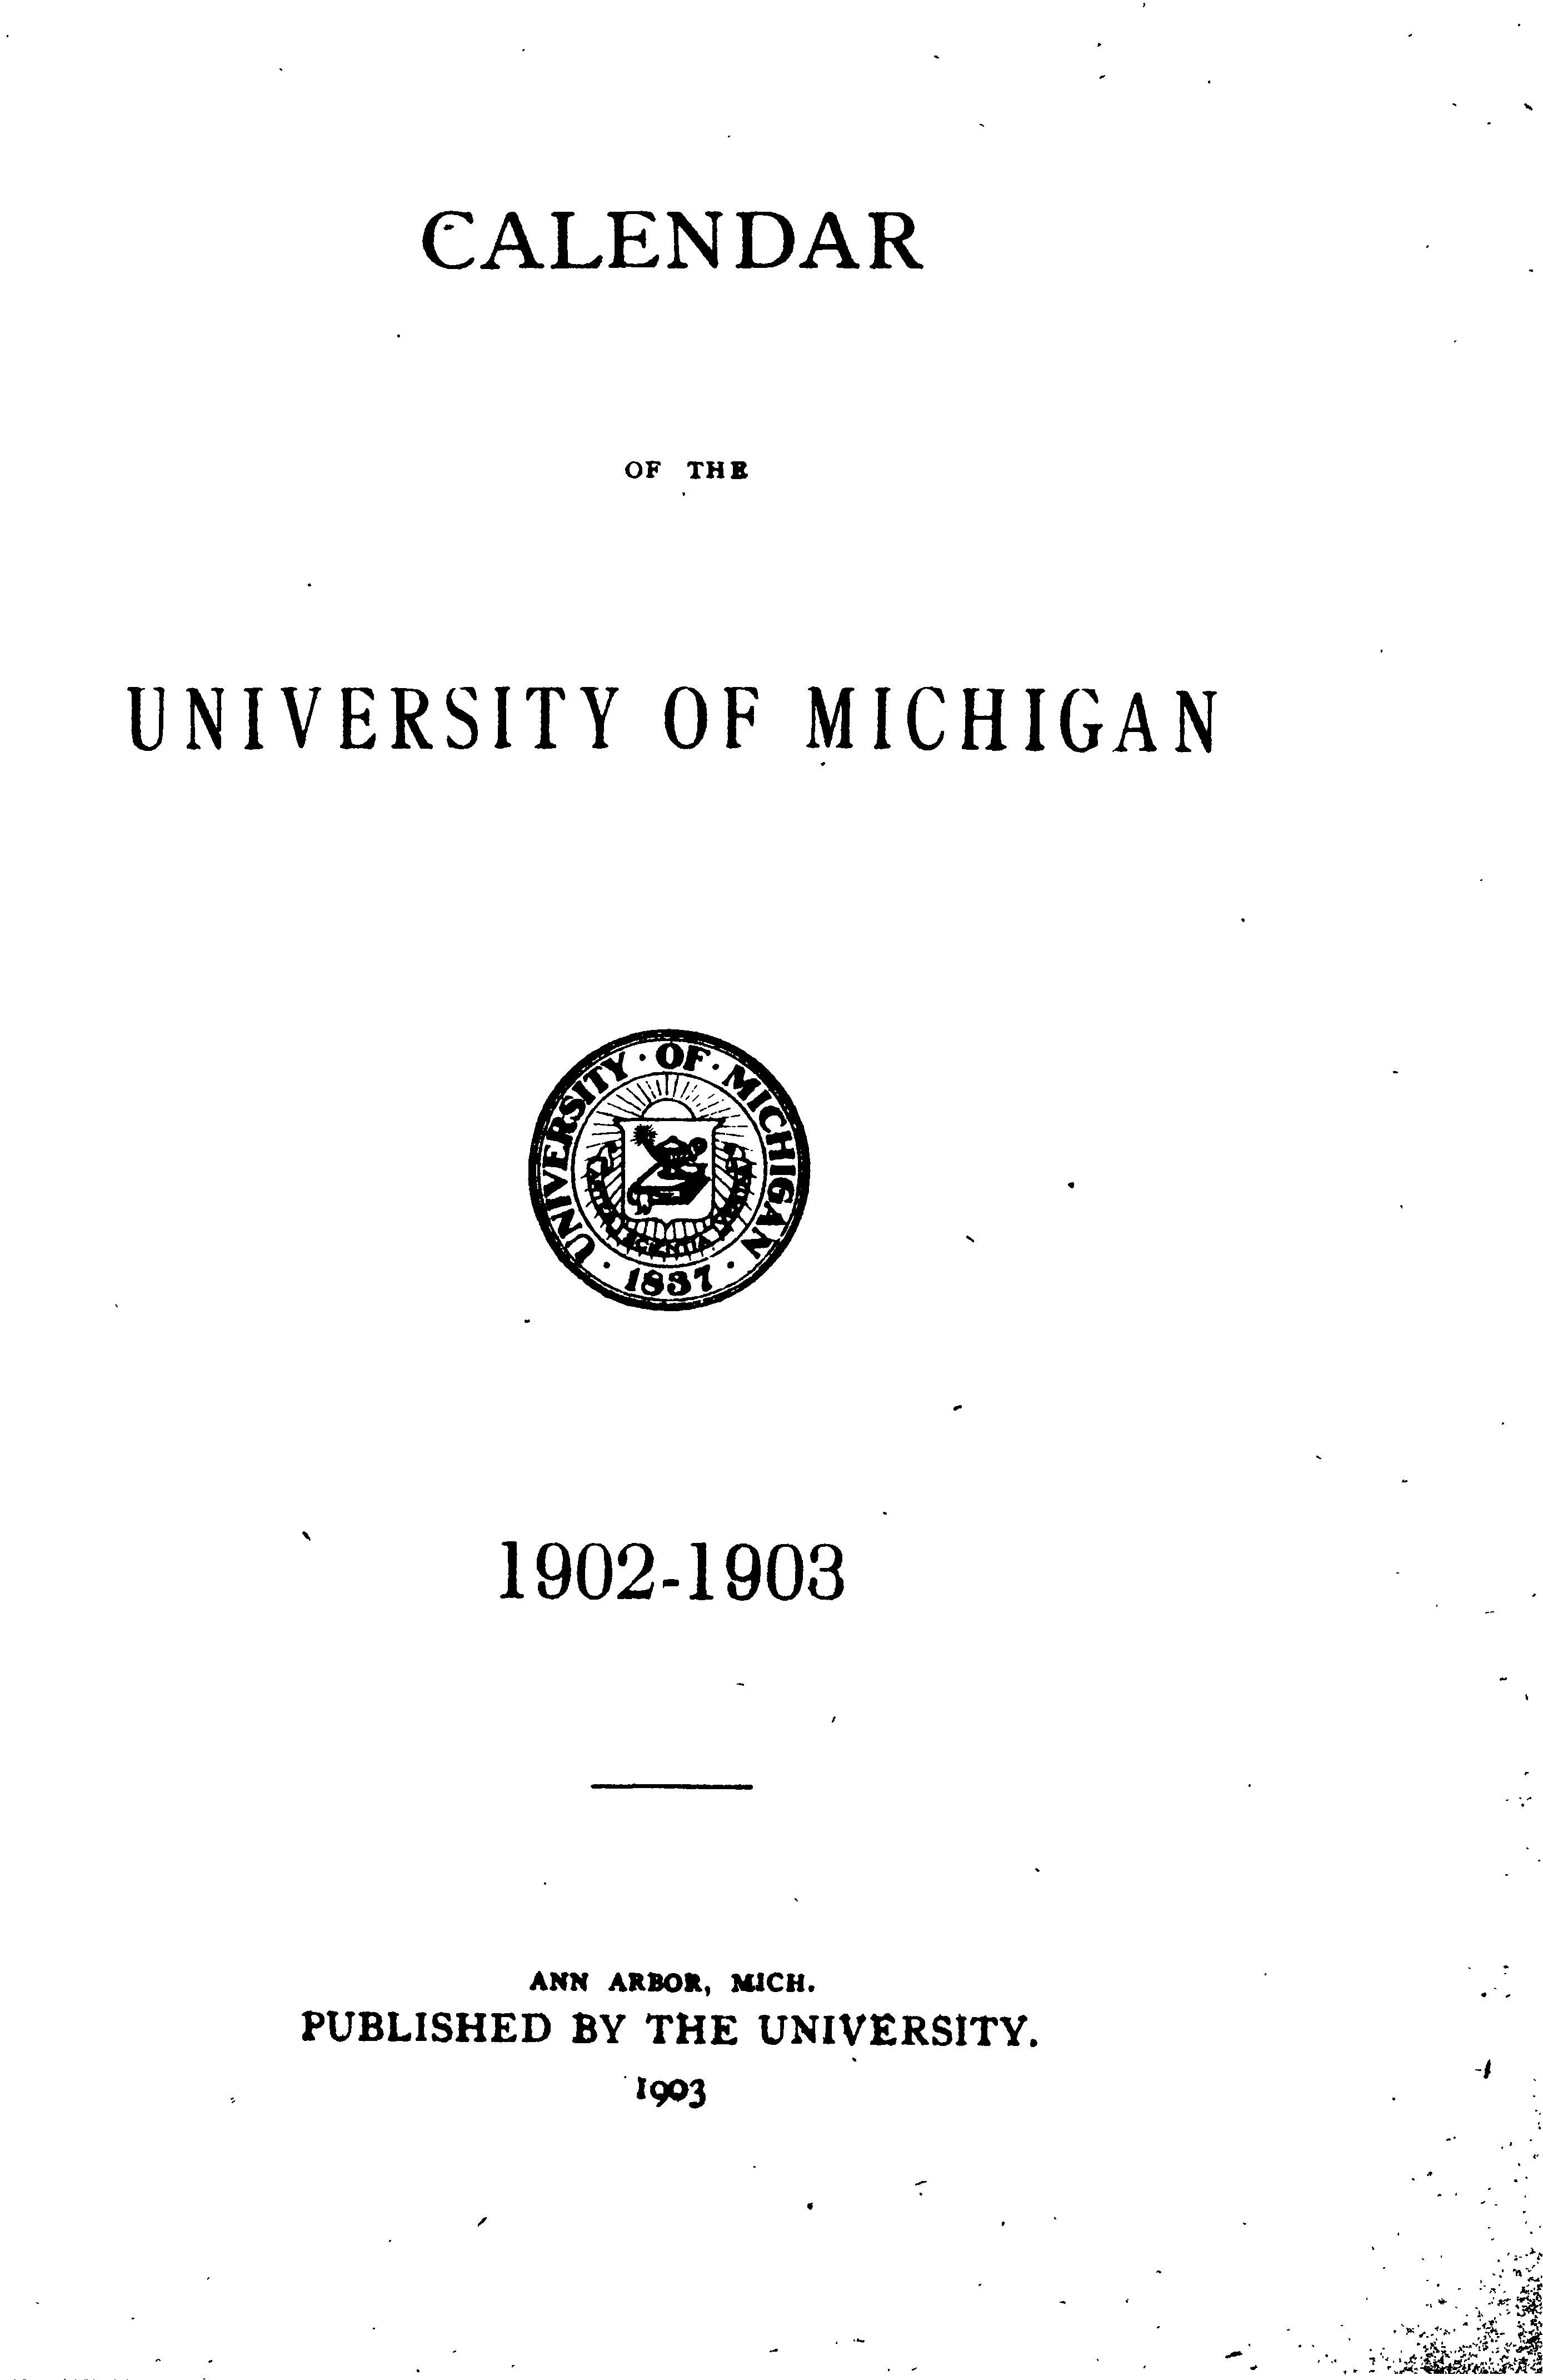 CALENDAR
OF THE
UNIVERSITY OF MICHIGAN
UNIVERSITY · OF · MICHIGAN
· 1837 ·
1902-1903
ANN ARBOR, MICH.
PUBLISHED BY THE UNIVERSITY.
1903